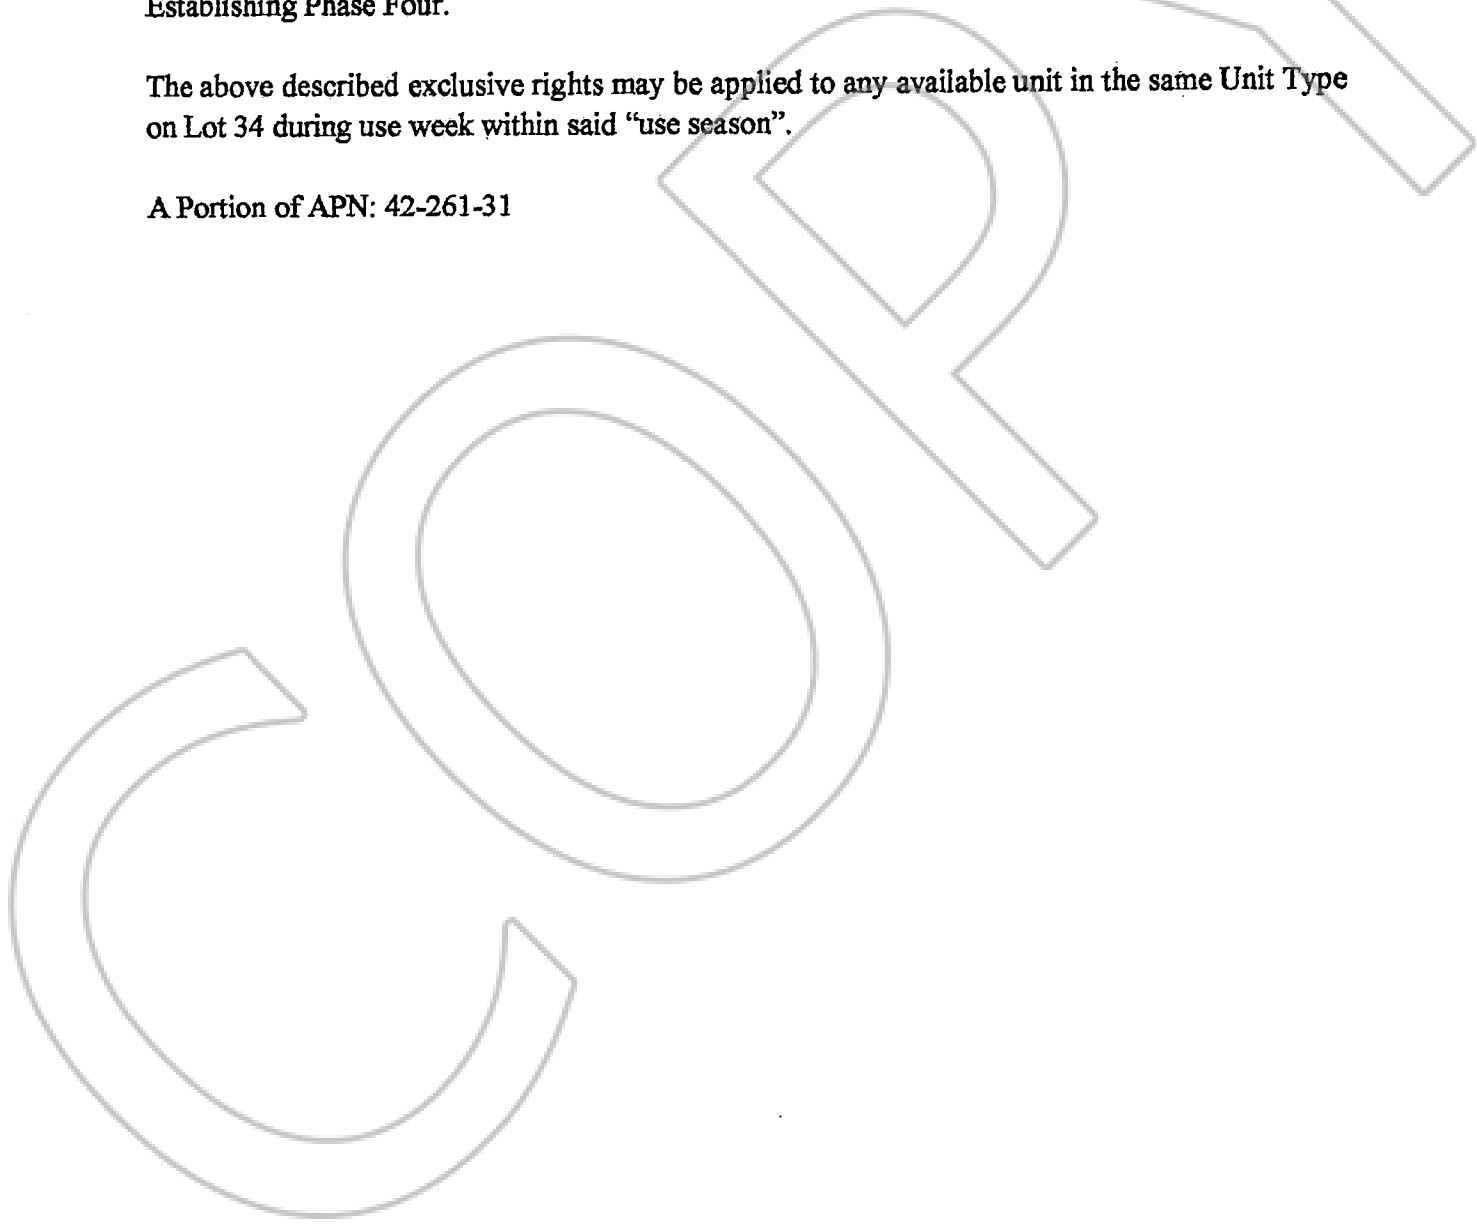 Establishing Phase Four.
The above described exclusive rights may be applied to any available unit in the same Unit Type
on Lot 34 during use week within said “use season”.
A Portion of APN: 42-261-31
COPY